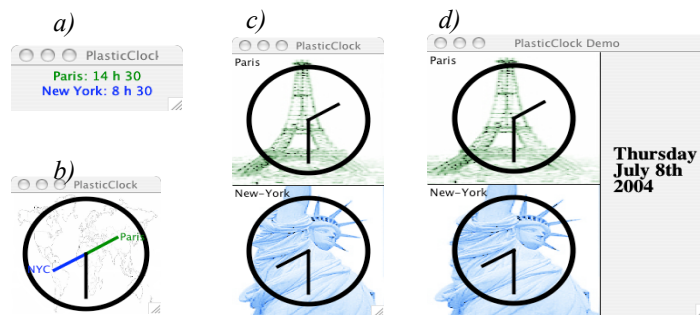 a)
PlasticClock
Paris: 14 h 30
New York: 8 h 30
b)
PlasticClock
Paris
NYC
c)
PlasticClock
Paris
New-York
d)
PlasticClock Demo
Paris
New-York
Thursday
July 8th
2004